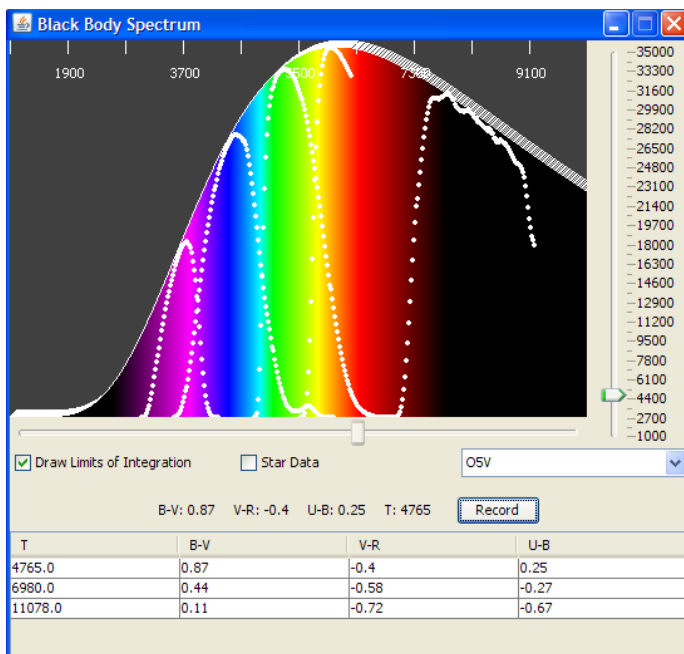 Black Body Spectrum
1900 3700 5500 7300 9100
35000
33300
31600
29900
28200
26500
24800
23100
21400
19700
18000
16300
14600
12900
11200
9500
7800
6100
4400
2700
1000
Draw Limits of Integration Star Data O5V
B-V: 0.87 V-R: -0.4 U-B: 0.25 T: 4765 Record
T B-V V-R U-B
4765.0 0.87 -0.4 0.25
6980.0 0.44 -0.58 -0.27
11078.0 0.11 -0.72 -0.67